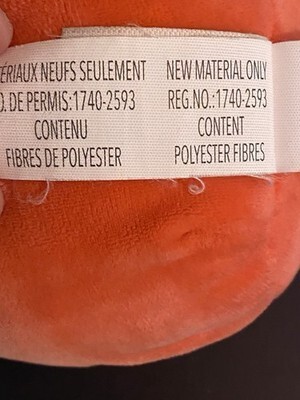 ÉRIAUX NEUFS SEULEMENT
. DE PERMIS:1740-2593
CONTENU
FIBRES DE POLYESTER
NEW MATERIAL ONLY
REG.NO.:1740-2593
CONTENT
POLYESTER FIBRES